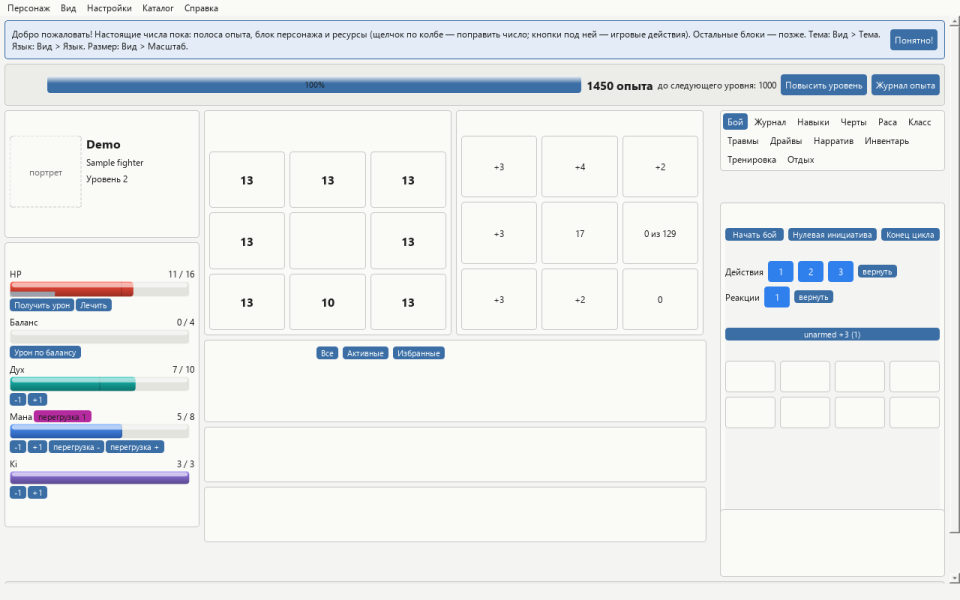 Персонаж Вид Настройки Каталог Справка
Добро пожаловать! Настоящие числа пока: полоса опыта, блок персонажа и ресурсы (щелчок по колбе — поправить число; кнопки под ней — игровые действия). Остальные блоки — позже. Тема: Вид > Тема.
Язык: Вид > Язык. Размер: Вид > Масштаб.
Понятно!
100% 1450 опыта до следующего уровня: 1000 Повысить уровень Журнал опыта
портрет
Demo
Sample fighter
Уровень 2
HP 11 / 16
Получить урон Лечить
Баланс 0 / 4
Урон по балансу
Дух 7 / 10
-1 +1
Мана перегрузка 1 5 / 8
-1 +1 перегрузка - перегрузка +
Ki 3 / 3
-1 +1
13 13 13
13 13
13 10 13
+3 +4 +2
+3 17 0 из 129
+3 +2 0
Все Активные Избранные
Бой Журнал Навыки Черты Раса Класс
Травмы Драйвы Нарратив Инвентарь
Тренировка Отдых
Начать бой Нулевая инициатива Конец цикла
Действия 1 2 3 вернуть
Реакции 1 вернуть
unarmed +3 (1)